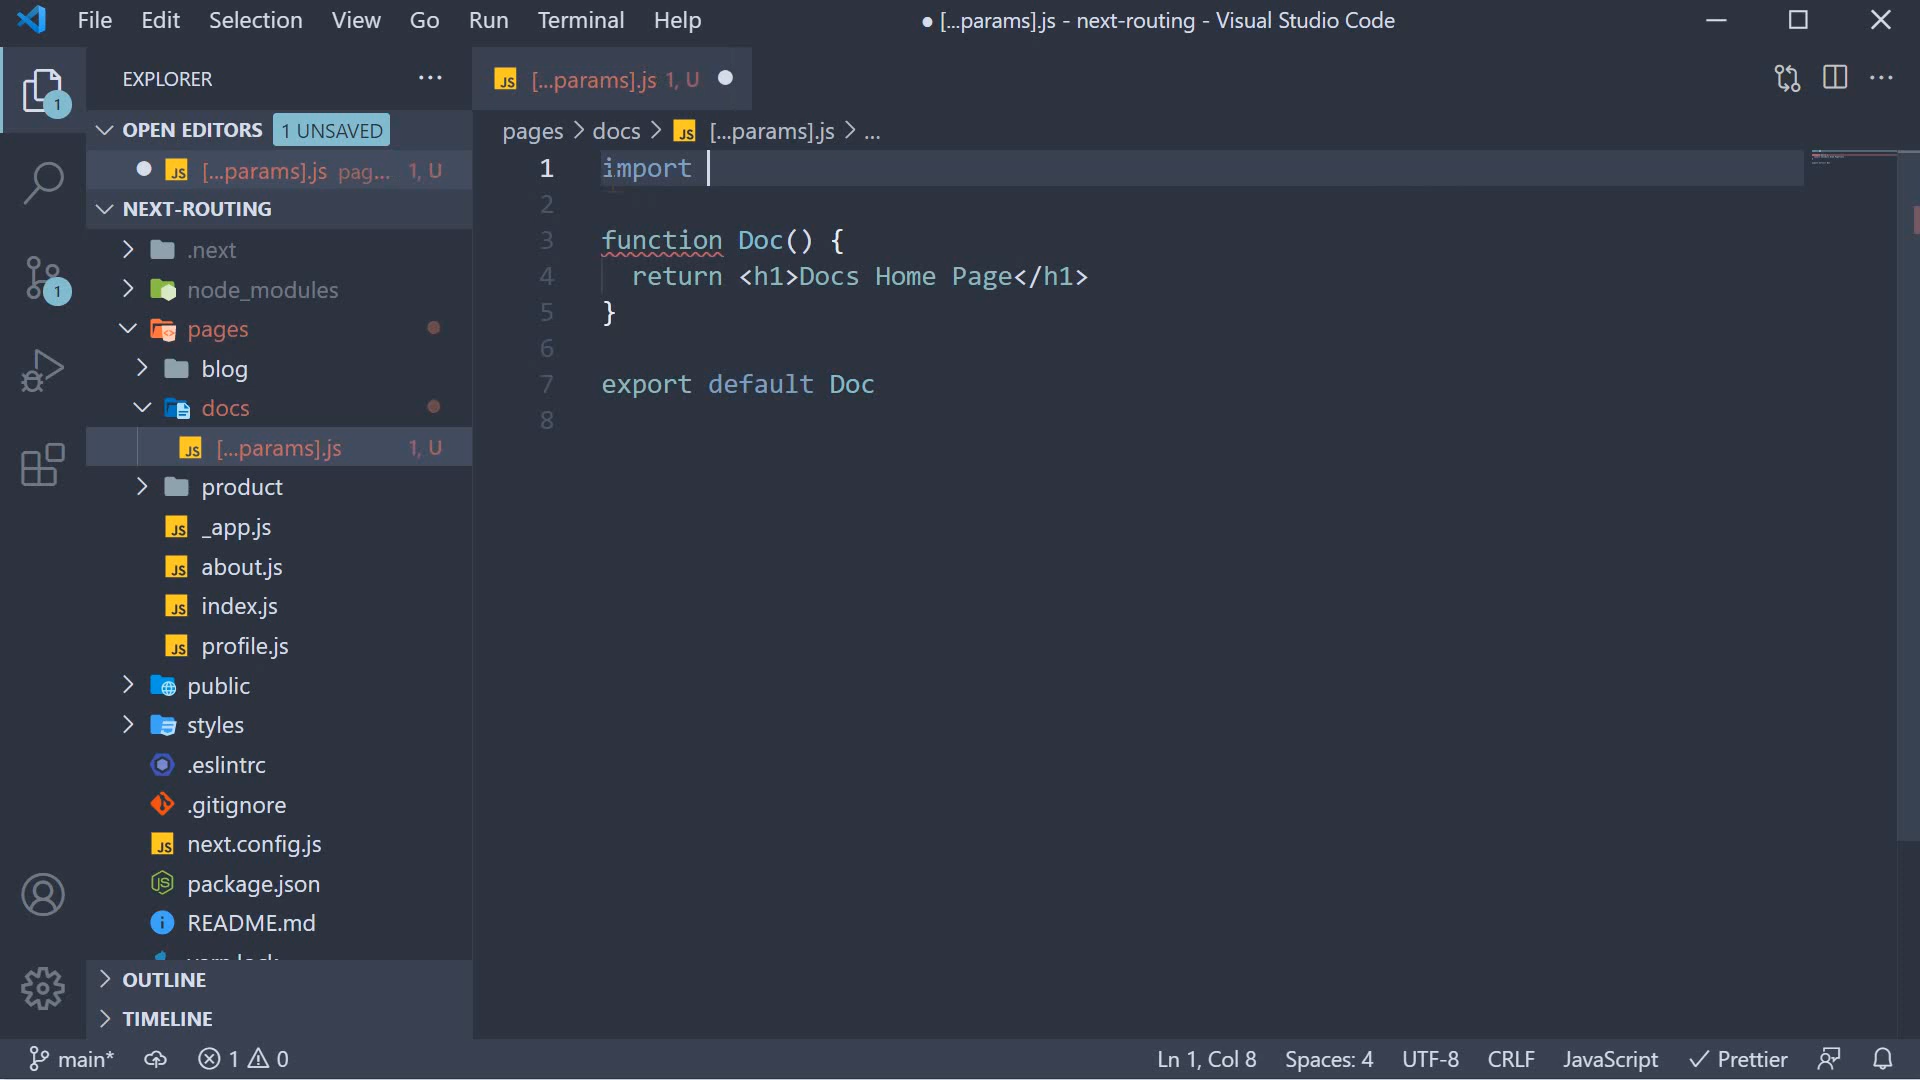 File Edit Selection View Go Run Terminal Help
● [...params].js - next-routing - Visual Studio Code
EXPLORER
[...params].js 1, U
1
OPEN EDITORS 1 UNSAVED
[...params].js pag... 1, U
NEXT-ROUTING
.next
node_modules
pages
blog
docs
[...params].js 1, U
product
_app.js
about.js
index.js
profile.js
public
styles
.eslintrc
.gitignore
next.config.js
package.json
README.md
OUTLINE
TIMELINE
1
pages > docs > [...params].js > ...
1 import
2
3 function Doc() {
4 return <h1>Docs Home Page</h1>
5 }
6
7 export default Doc
8
main* 1 0 Ln 1, Col 8 Spaces: 4 UTF-8 CRLF JavaScript Prettier